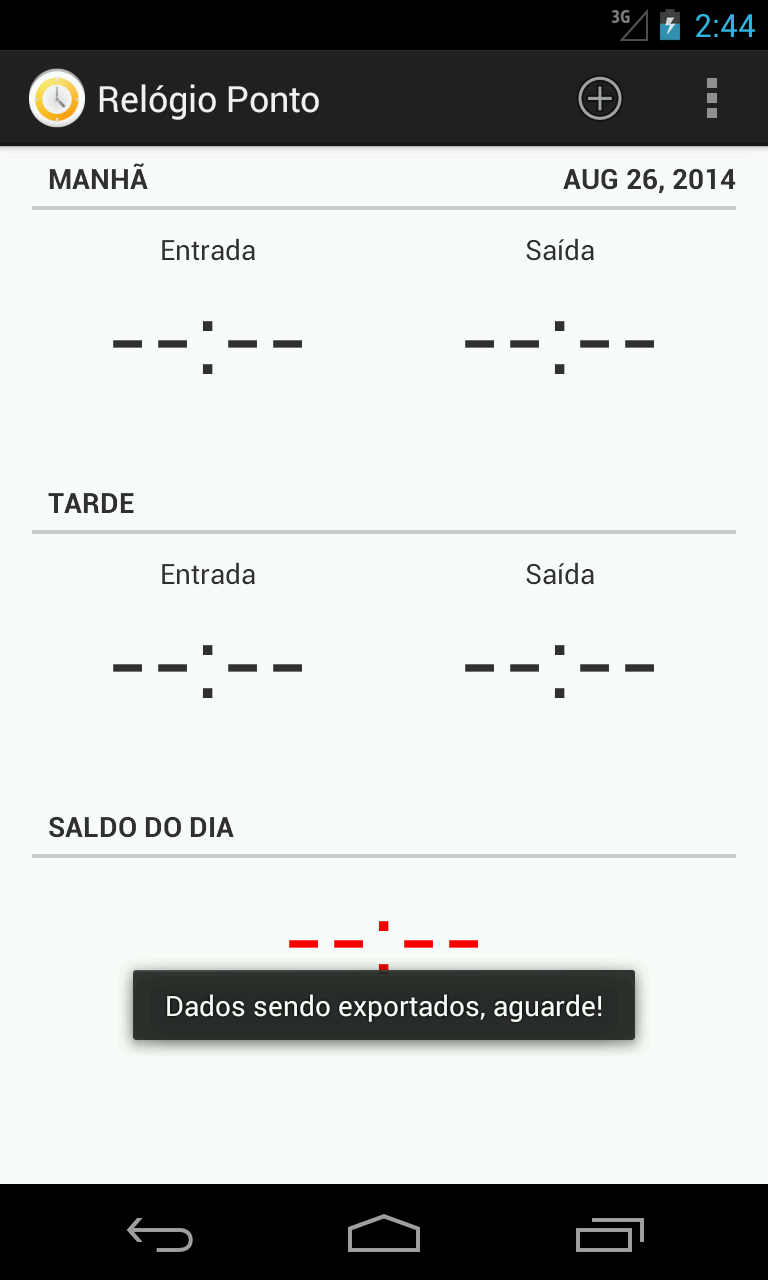 3G 2:44
Relógio Ponto
MANHÃ AUG 26, 2014
Entrada Saída
--:-- --:--
TARDE
Entrada Saída
--:-- --:--
SALDO DO DIA
--:--
Dados sendo exportados, aguarde!